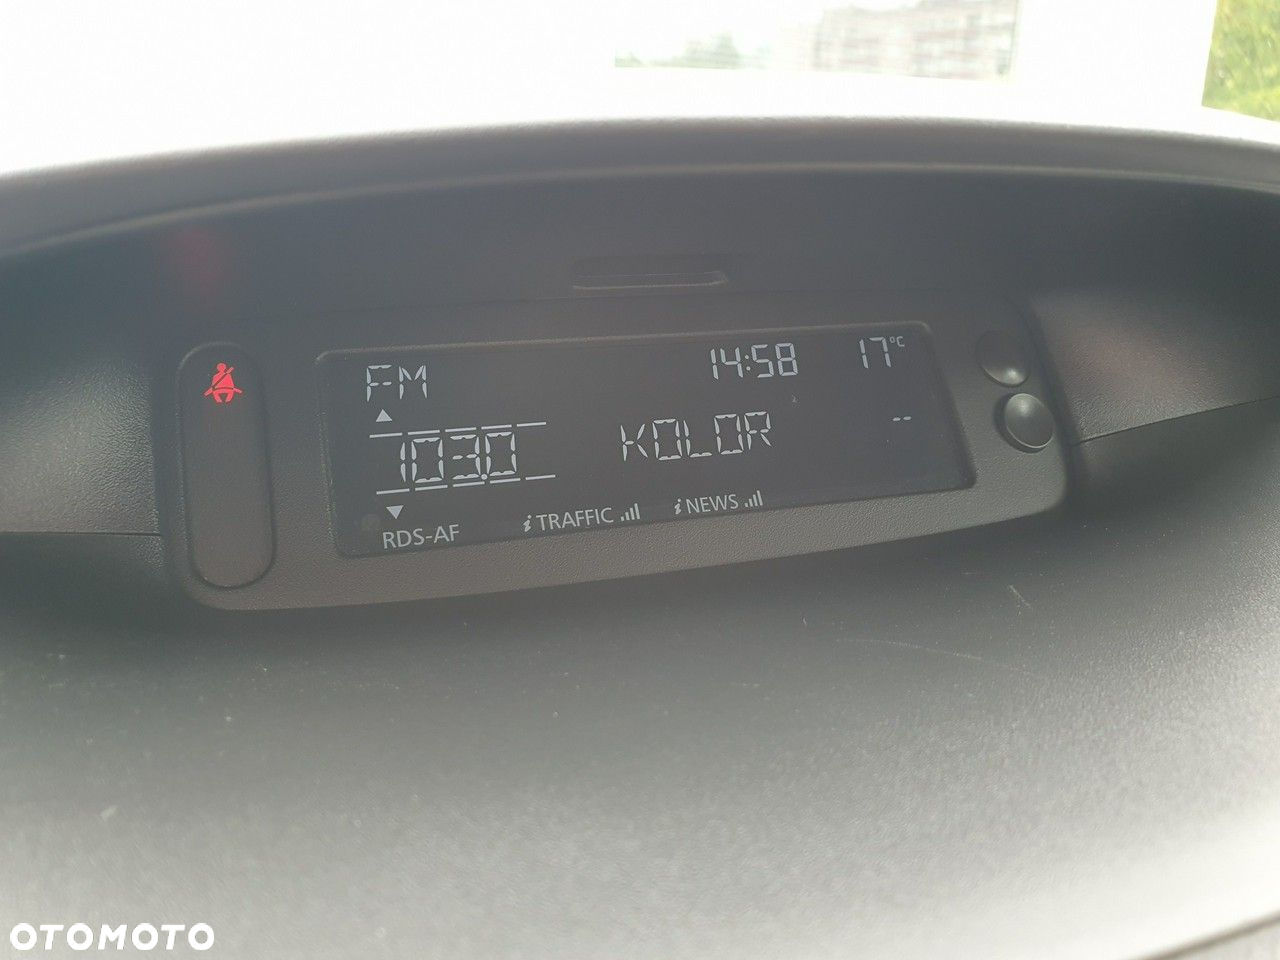 FM 14:58 17°C
103.0 KOLOR --
RDS-AF i TRAFFIC i NEWS
OTOMOTO